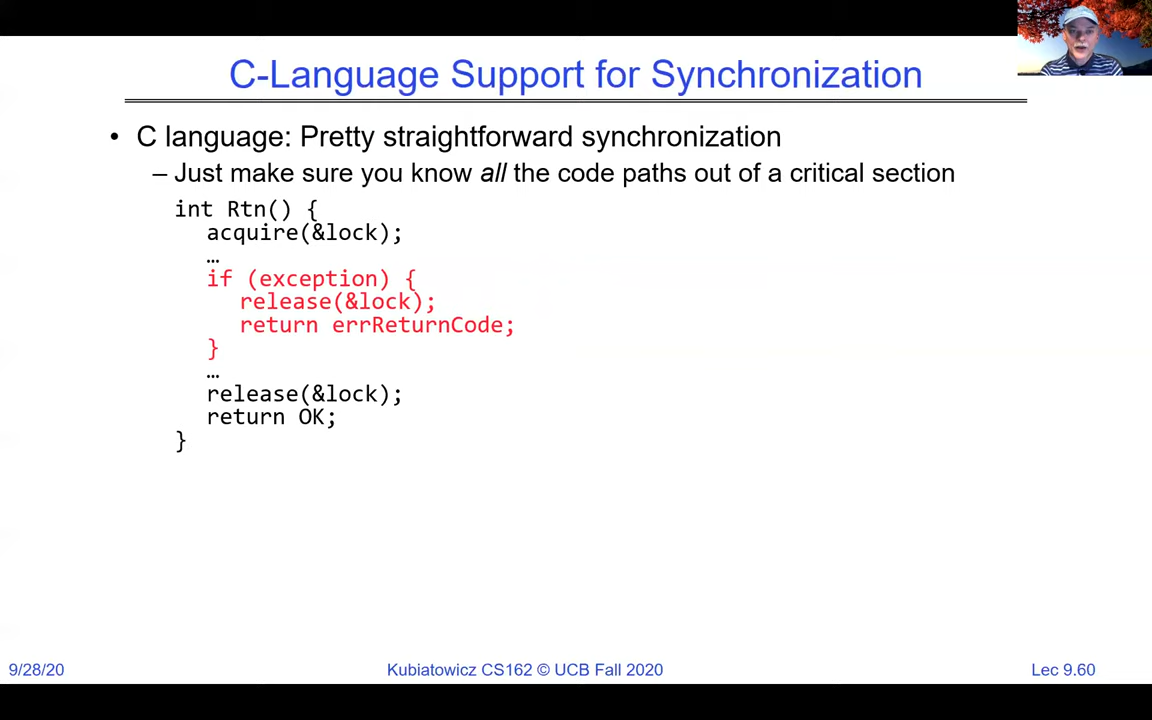 C-Language Support for Synchronization
• C language: Pretty straightforward synchronization
– Just make sure you know all the code paths out of a critical section
int Rtn() {
acquire(&lock);
…
if (exception) {
release(&lock);
return errReturnCode;
}
…
release(&lock);
return OK;
}
9/28/20
Kubiatowicz CS162 © UCB Fall 2020
Lec 9.60